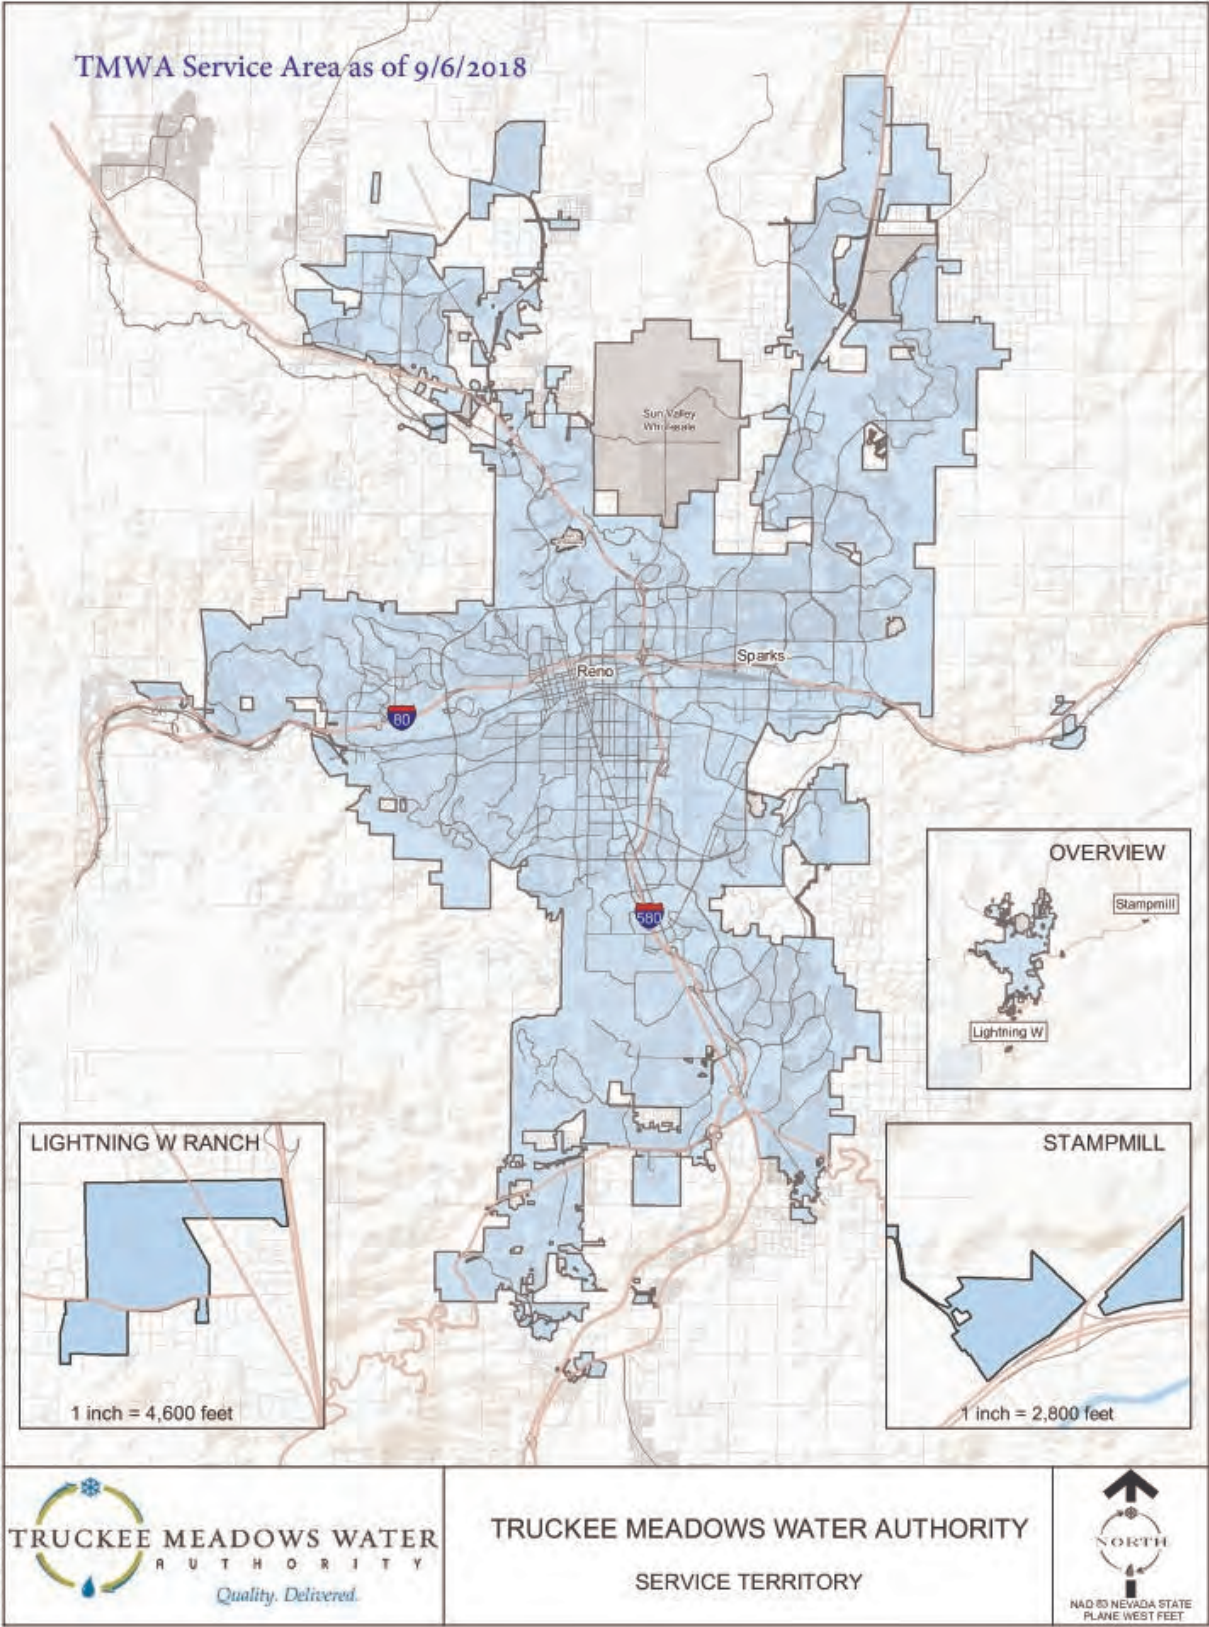 TMWA Service Area as of 9/6/2018
Sun Valley
Wholesale
Sparks
Reno
80
580
OVERVIEW
Stampmill
Lightning W
LIGHTNING W RANCH
1 inch = 4,600 feet
STAMPMILL
1 inch = 2,800 feet
TRUCKEE MEADOWS WATER
AUTHORITY
Quality. Delivered.
TRUCKEE MEADOWS WATER AUTHORITY
SERVICE TERRITORY
NORTH
NAD 83 NEVADA STATE
PLANE WEST FEET